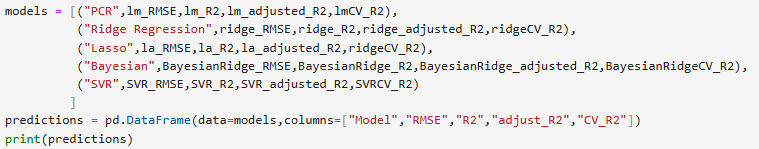 models = [("PCR",lm_RMSE,lm_R2,lm_adjusted_R2,lmCV_R2),
          ("Ridge Regression",ridge_RMSE,ridge_R2,ridge_adjusted_R2,ridgeCV_R2),
          ("Lasso",la_RMSE,la_R2,la_adjusted_R2,ridgeCV_R2),
          ("Bayesian",BayesianRidge_RMSE,BayesianRidge_R2,BayesianRidge_adjusted_R2,BayesianRidgeCV_R2),
          ("SVR",SVR_RMSE,SVR_R2,SVR_adjusted_R2,SVRCV_R2)
         ]
predictions = pd.DataFrame(data=models,columns=["Model","RMSE","R2","adjust_R2","CV_R2"])
print(predictions)